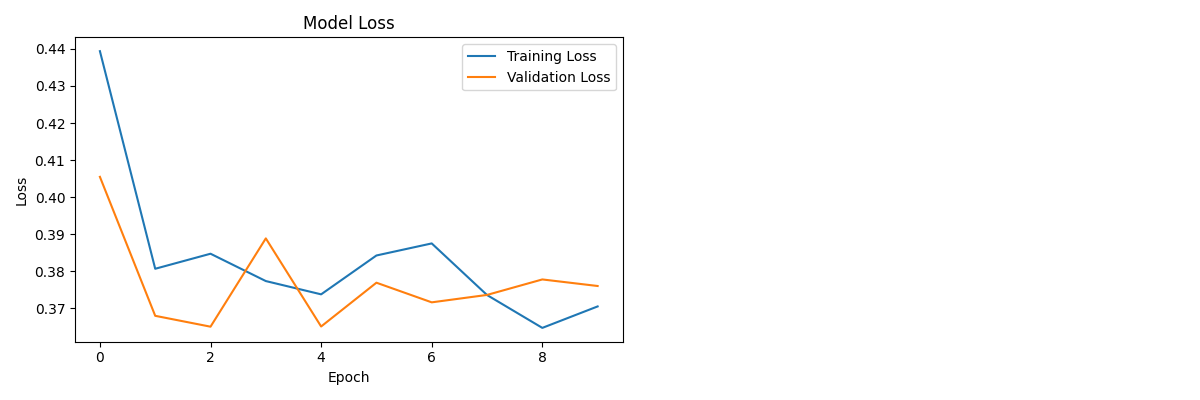 Model Loss
Training Loss
Validation Loss
0.44
0.43
0.42
0.41
0.40
0.39
0.38
0.37
Loss
0 2 4 6 8
Epoch